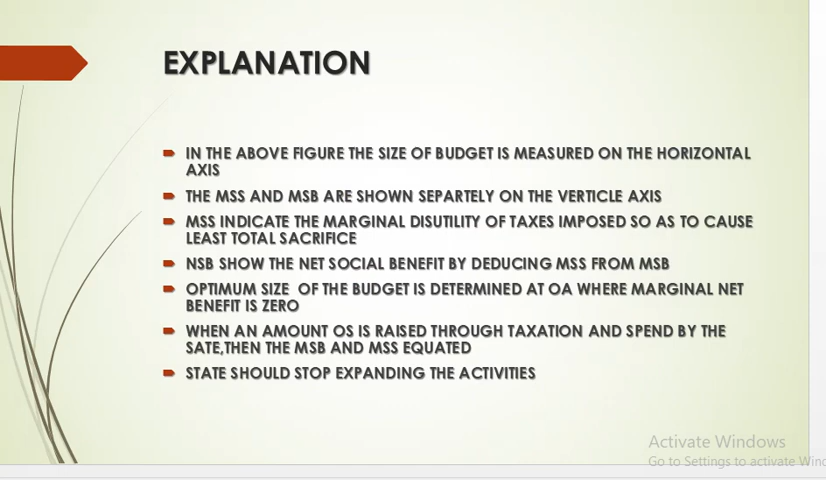 EXPLANATION
IN THE ABOVE FIGURE THE SIZE OF BUDGET IS MEASURED ON THE HORIZONTAL
AXIS
THE MSS AND MSB ARE SHOWN SEPARTELY ON THE VERTICLE AXIS
MSS INDICATE THE MARGINAL DISUTILITY OF TAXES IMPOSED SO AS TO CAUSE
LEAST TOTAL SACRIFICE
NSB SHOW THE NET SOCIAL BENEFIT BY DEDUCING MSS FROM MSB
OPTIMUM SIZE OF THE BUDGET IS DETERMINED AT OA WHERE MARGINAL NET
BENEFIT IS ZERO
WHEN AN AMOUNT OS IS RAISED THROUGH TAXATION AND SPEND BY THE
SATE,THEN THE MSB AND MSS EQUATED
STATE SHOULD STOP EXPANDING THE ACTIVITIES
Activate Windows
Go to Settings to activate Wind